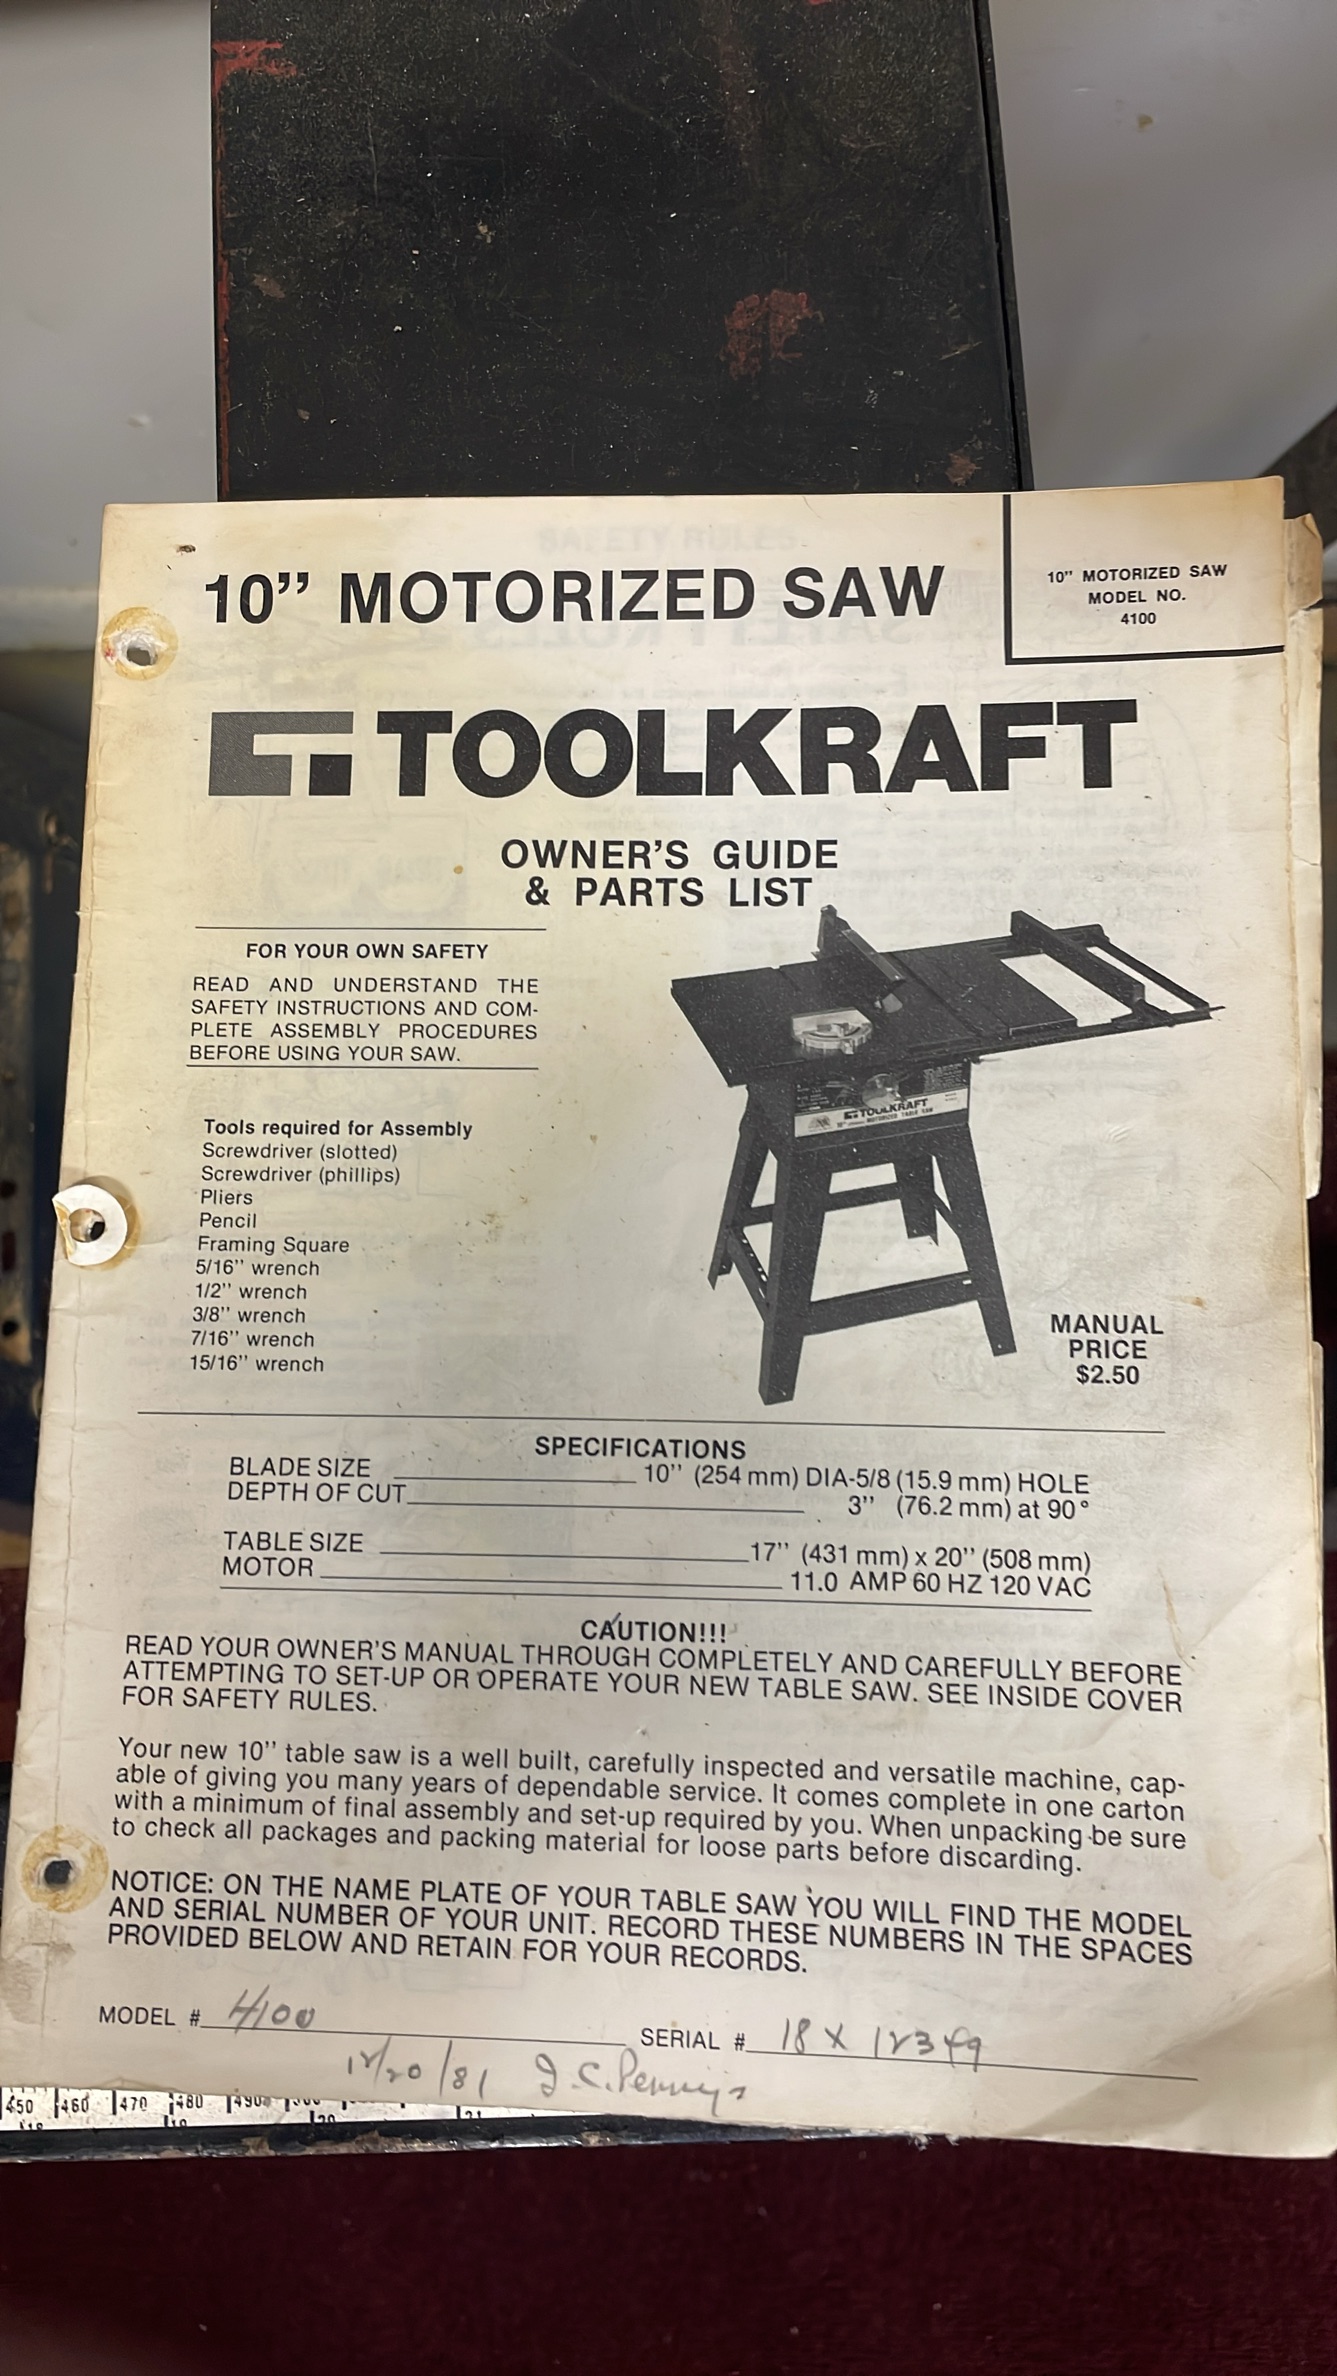 10" MOTORIZED SAW
10" MOTORIZED SAW
MODEL NO.
4100
TOOLKRAFT
OWNER'S GUIDE
& PARTS LIST
FOR YOUR OWN SAFETY
READ AND UNDERSTAND THE
SAFETY INSTRUCTIONS AND COM-
PLETE ASSEMBLY PROCEDURES
BEFORE USING YOUR SAW.
TOOLKRAFT
10" MOTORIZED TABLE SAW
Tools required for Assembly
Screwdriver (slotted)
Screwdriver (phillips)
Pliers
Pencil
Framing Square
5/16" wrench
1/2" wrench
3/8" wrench
7/16" wrench
15/16" wrench
MANUAL
PRICE
$2.50
SPECIFICATIONS
BLADE SIZE 10" (254 mm) DIA-5/8 (15.9 mm) HOLE
DEPTH OF CUT 3" (76.2 mm) at 90°
TABLE SIZE 17" (431 mm) x 20" (508 mm)
MOTOR 11.0 AMP 60 HZ 120 VAC
CAUTION!!!
READ YOUR OWNER'S MANUAL THROUGH COMPLETELY AND CAREFULLY BEFORE
ATTEMPTING TO SET-UP OR OPERATE YOUR NEW TABLE SAW. SEE INSIDE COVER
FOR SAFETY RULES.
Your new 10" table saw is a well built, carefully inspected and versatile machine, cap-
able of giving you many years of dependable service. It comes complete in one carton
with a minimum of final assembly and set-up required by you. When unpacking be sure
to check all packages and packing material for loose parts before discarding.
NOTICE: ON THE NAME PLATE OF YOUR TABLE SAW YOU WILL FIND THE MODEL
AND SERIAL NUMBER OF YOUR UNIT. RECORD THESE NUMBERS IN THE SPACES
PROVIDED BELOW AND RETAIN FOR YOUR RECORDS.
MODEL # 4100 SERIAL # 18 X 12349
12/20/81 J.C. Penneys
450 460 470 480 490